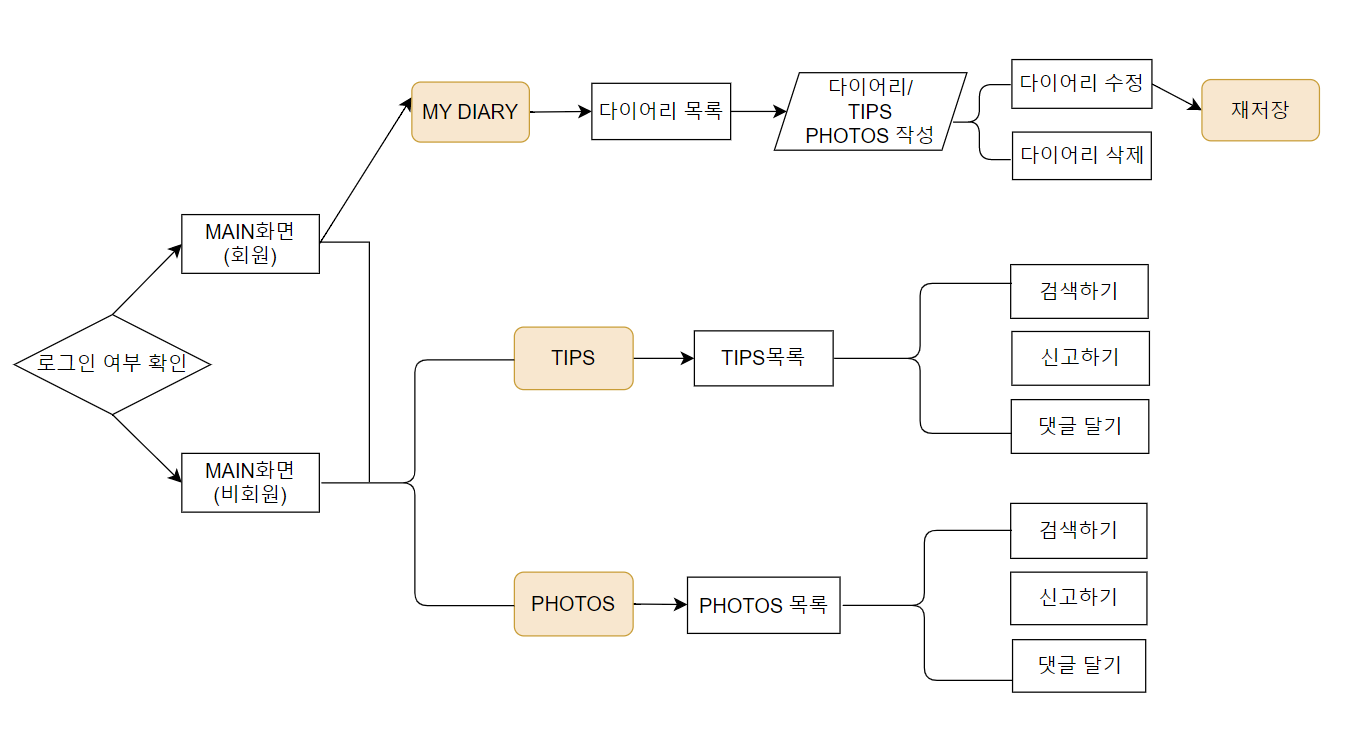 MY DIARY
다이어리 목록
다이어리/
TIPS
PHOTOS 작성
다이어리 수정
재저장
다이어리 삭제
MAIN화면
(회원)
로그인 여부 확인
MAIN화면
(비회원)
TIPS
TIPS목록
검색하기
신고하기
댓글 달기
PHOTOS
PHOTOS 목록
검색하기
신고하기
댓글 달기